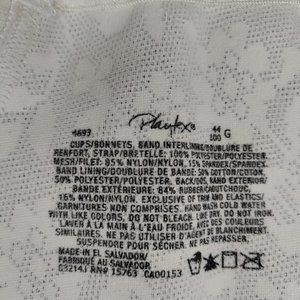 Playtex®
4693 44 G
100
CUPS/BONNETS, BAND INTERLINING/DOUBLURE DE
RENFORT, STRAP/BRETELLE: 100% POLYESTER/POLYESTER.
MESH/FILET: 85% NYLON/NYLON, 15% SPANDEX/SPANDEX.
BAND LINING/DOUBLURE DE BANDE: 50% COTTON/COTON,
50% POLYESTER/POLYESTER, BACK/DOS, BAND EXTERIOR/
BANDE EXTÉRIEURE: 84% RUBBER/CAOUTCHOUC,
16% NYLON/NYLON. EXCLUSIVE OF TRIM AND ELASTICS/
GARNITURES NON COMPRISES. HAND WASH COLD WATER
WITH LIKE COLORS, DO NOT BLEACH. LINE DRY. DO NOT IRON/
LAVER À LA MAIN À L'EAU FROIDE AVEC COULEURS
SIMILAIRES. NE PAS UTILISER D'AGENT DE BLANCHIMENT.
SUSPENDRE POUR SÉCHER. NE PAS REPASSER.
MADE IN EL SALVADOR/
FABRIQUÉ AU SALVADOR
032143 RN® 15763 CA00153